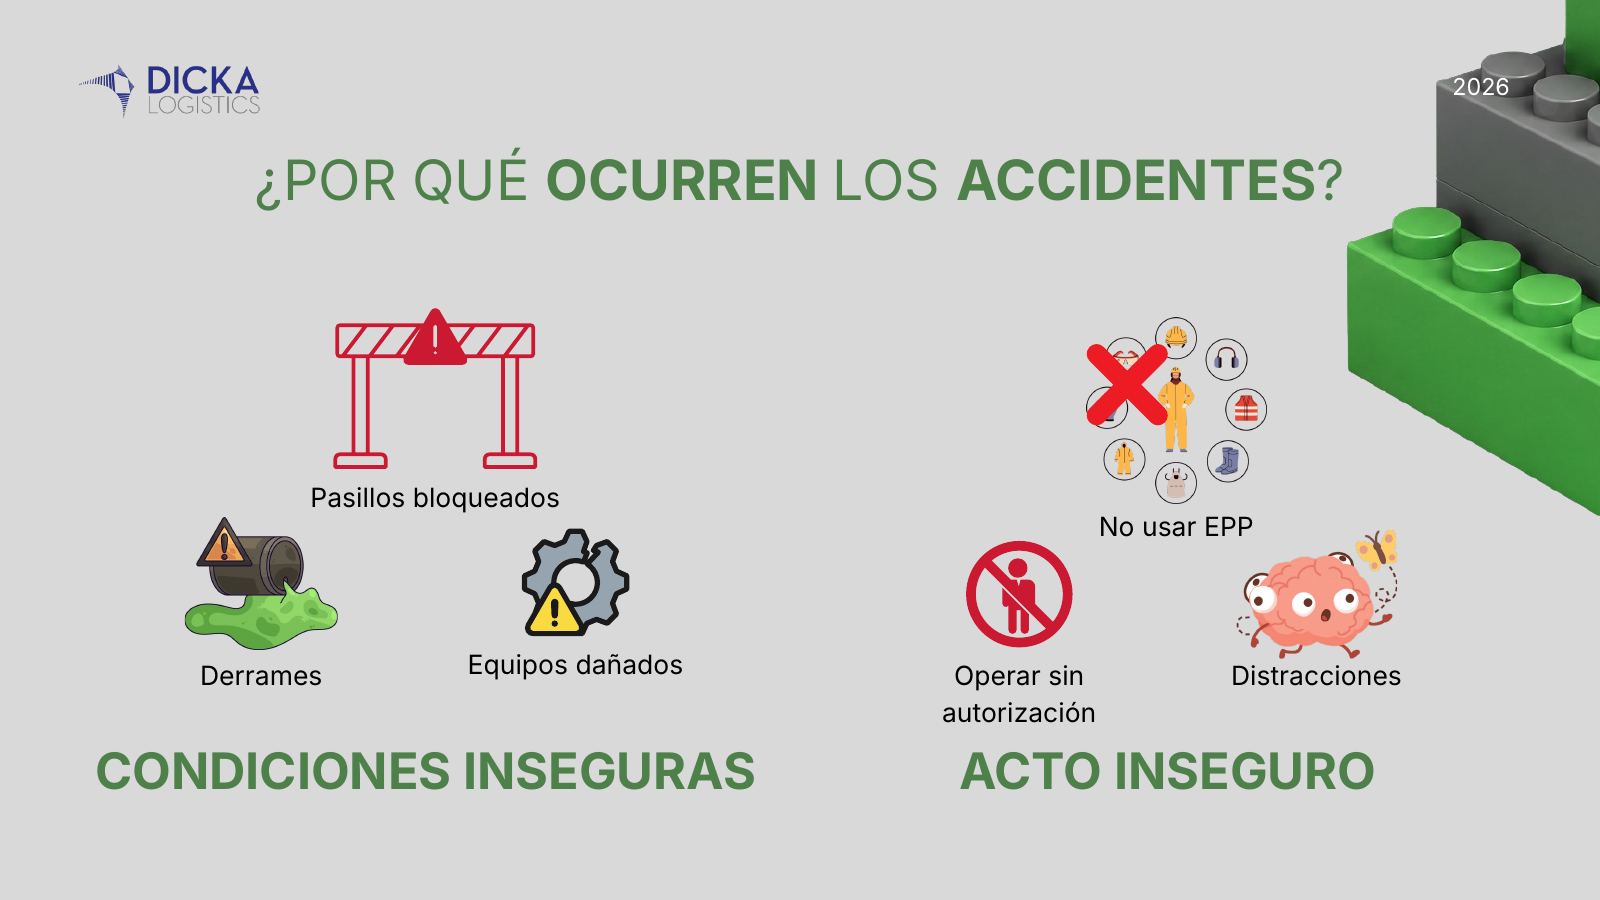 DICKA
LOGISTICS
2026
¿POR QUÉ OCURREN LOS ACCIDENTES?
Pasillos bloqueados
Derrames
Equipos dañados
CONDICIONES INSEGURAS
No usar EPP
Operar sin
autorización
Distracciones
ACTO INSEGURO